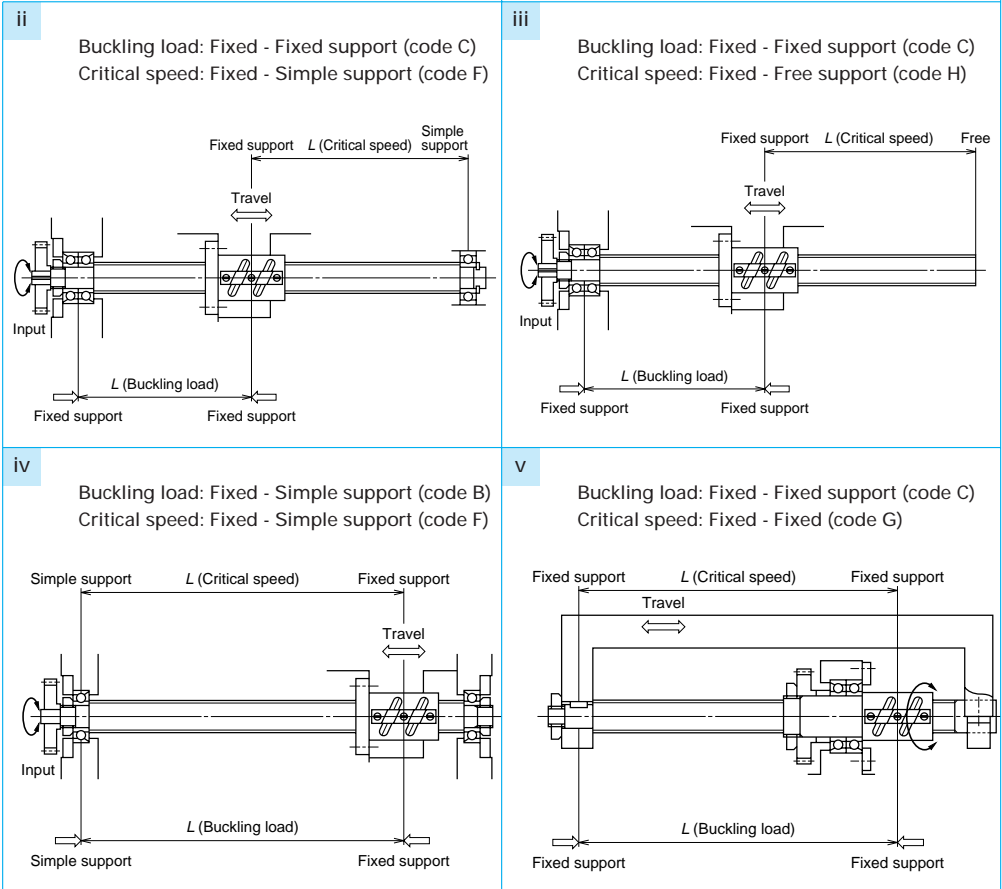 ii
Buckling load: Fixed - Fixed support (code C)
Critical speed: Fixed - Simple support (code F)
Simple
Fixed support L (Critical speed) support
Travel
Input
L (Buckling load)
Fixed support Fixed support
iii
Buckling load: Fixed - Fixed support (code C)
Critical speed: Fixed - Free support (code H)
Fixed support L (Critical speed) Free
Travel
Input
L (Buckling load)
Fixed support Fixed support
iv
Buckling load: Fixed - Simple support (code B)
Critical speed: Fixed - Simple support (code F)
Simple support L (Critical speed) Fixed support
Travel
Input
L (Buckling load)
Simple support Fixed support
v
Buckling load: Fixed - Fixed support (code C)
Critical speed: Fixed - Fixed (code G)
Fixed support L (Critical speed) Fixed support
Travel
L (Buckling load)
Fixed support Fixed support